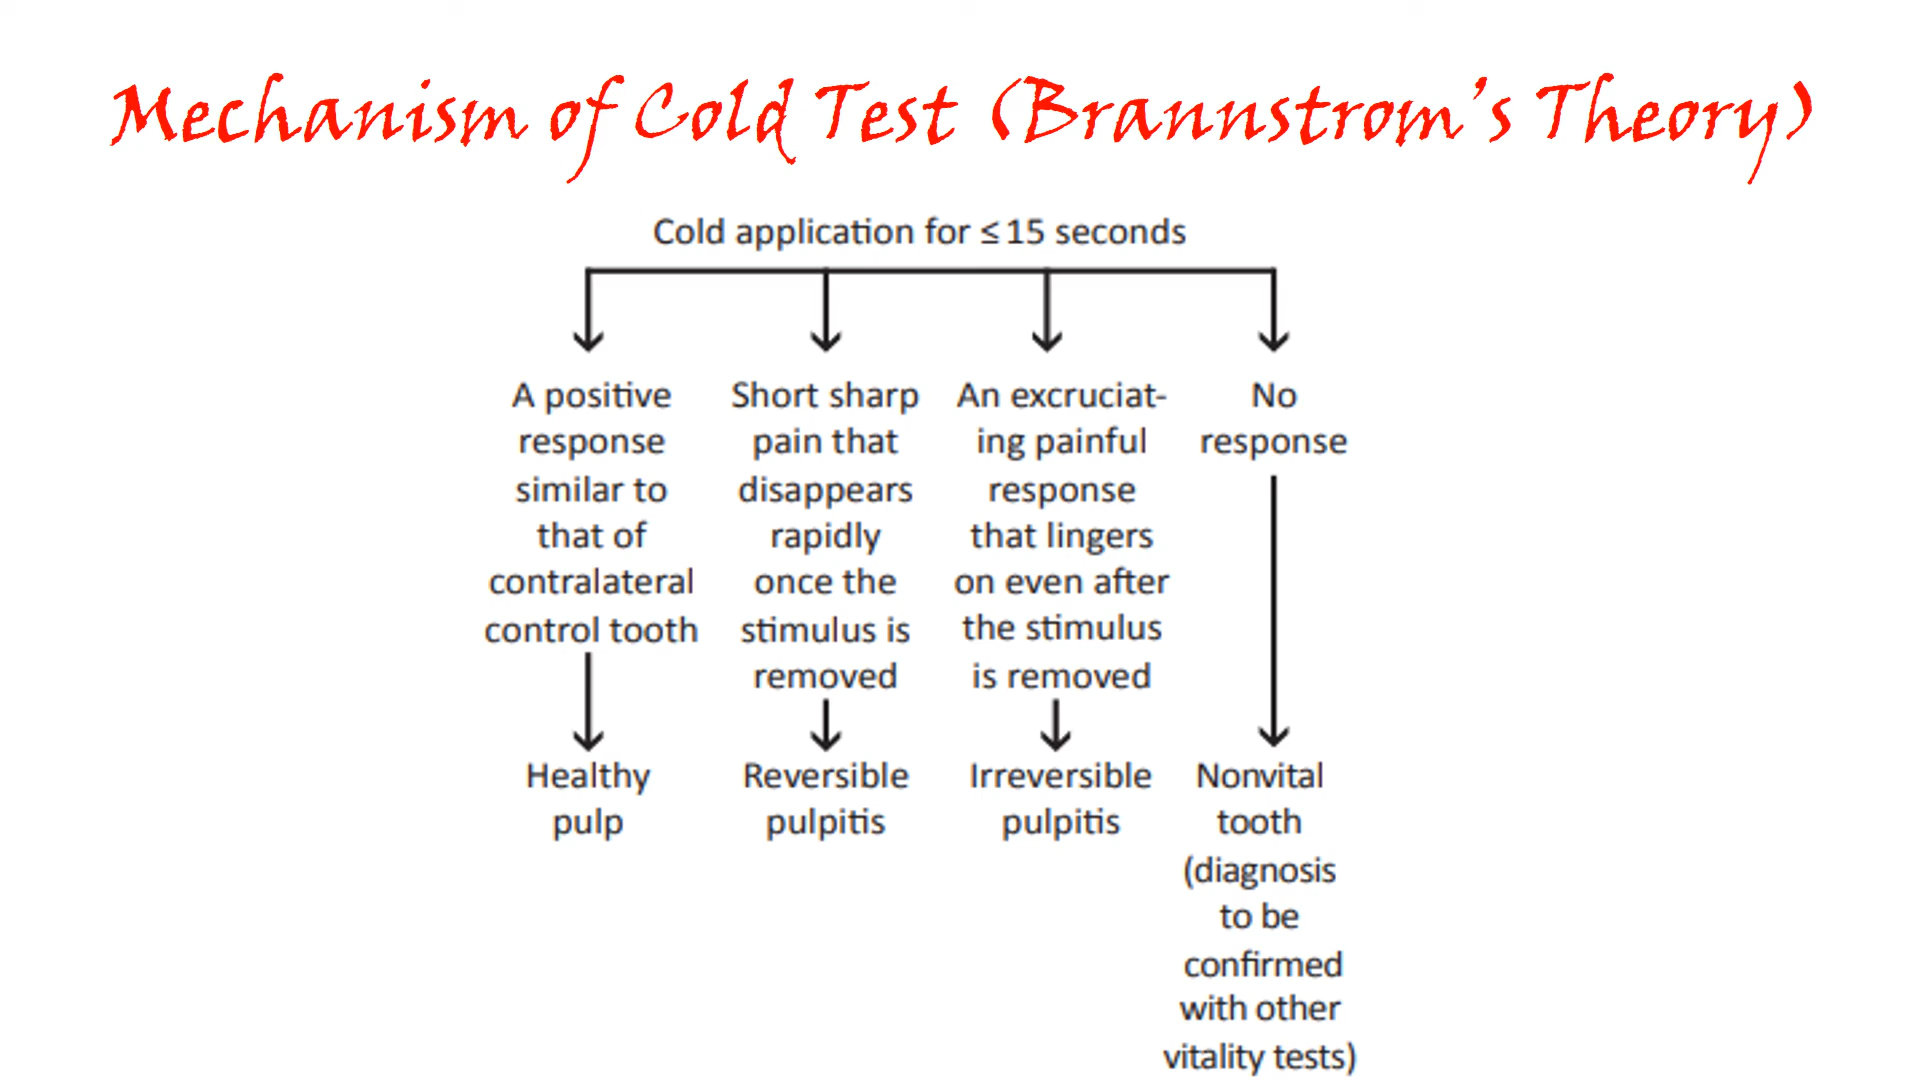 Mechanism of Cold Test (Brannstrom's Theory)
Cold application for ≤ 15 seconds
A positive
response
similar to
that of
contralateral
control tooth
Healthy
pulp
Short sharp
pain that
disappears
rapidly
once the
stimulus is
removed
Reversible
pulpitis
An excruciat-
ing painful
response
that lingers
on even after
the stimulus
is removed
Irreversible
pulpitis
No
response
Nonvital
tooth
(diagnosis
to be
confirmed
with other
vitality tests)